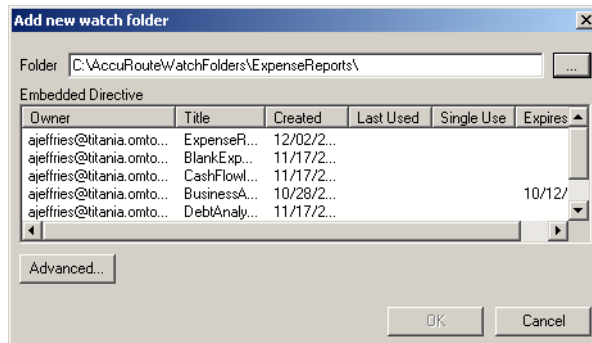 Add new watch folder
Folder C:\AccuRouteWatchFolders\ExpenseReports\ ...
Embedded Directive
Owner Title Created Last Used Single Use Expires
ajeffries@titania.omto... ExpenseR... 12/02/2...
ajeffries@titania.omto... BlankExp... 11/17/2...
ajeffries@titania.omto... CashFlowI... 11/17/2...
ajeffries@titania.omto... BusinessA... 10/28/2... 10/12/
ajeffries@titania.omto... DebtAnaly... 11/17/2...
Advanced...
OK Cancel